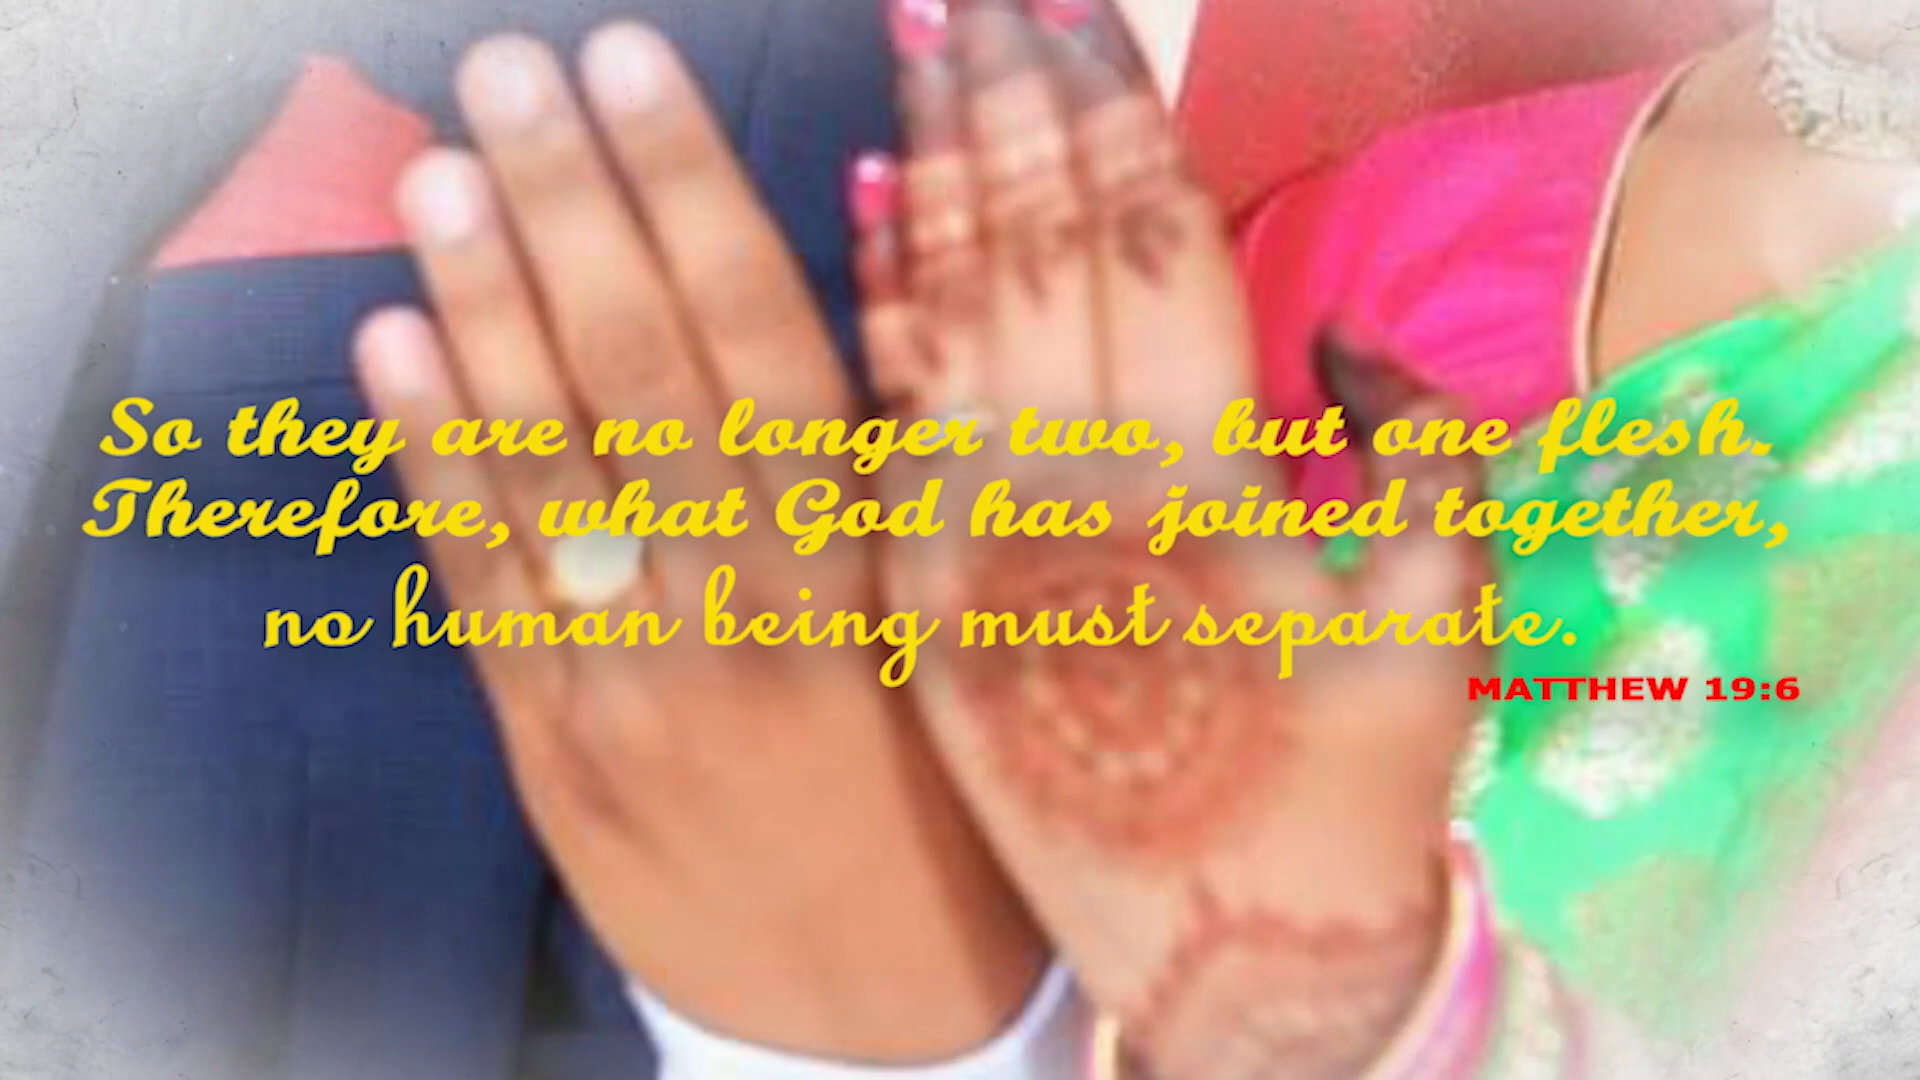 So they are no longer two, but one flesh.
Therefore, what God has joined together,
no human being must separate.
MATTHEW 19:6